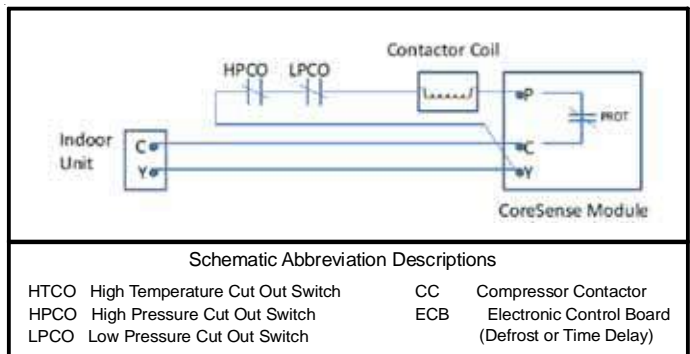 Contactor Coil
HPCO LPCO
P
PROT
Indoor
Unit
C
Y
C
Y
CoreSense Module
Schematic Abbreviation Descriptions
HTCO High Temperature Cut Out Switch
HPCO High Pressure Cut Out Switch
LPCO Low Pressure Cut Out Switch
CC Compressor Contactor
ECB Electronic Control Board
(Defrost or Time Delay)